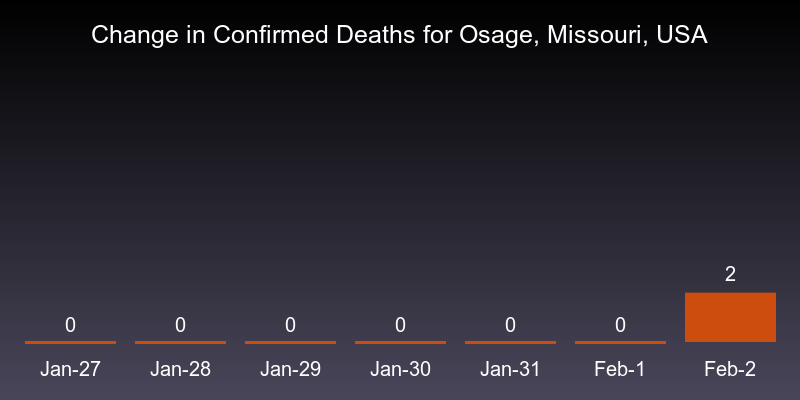 Change in Confirmed Deaths for Osage, Missouri, USA
2
0 0 0 0 0 0
Jan-27 Jan-28 Jan-29 Jan-30 Jan-31 Feb-1 Feb-2